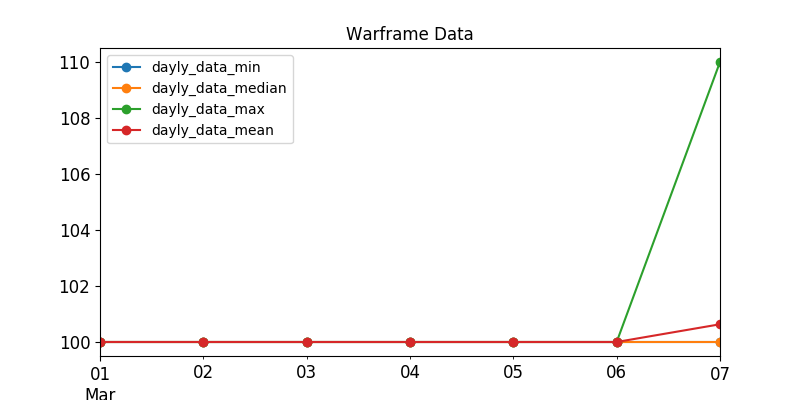 Warframe Data
110
108
106
104
102
100
dayly_data_min
dayly_data_median
dayly_data_max
dayly_data_mean
01 02 03 04 05 06 07
Mar